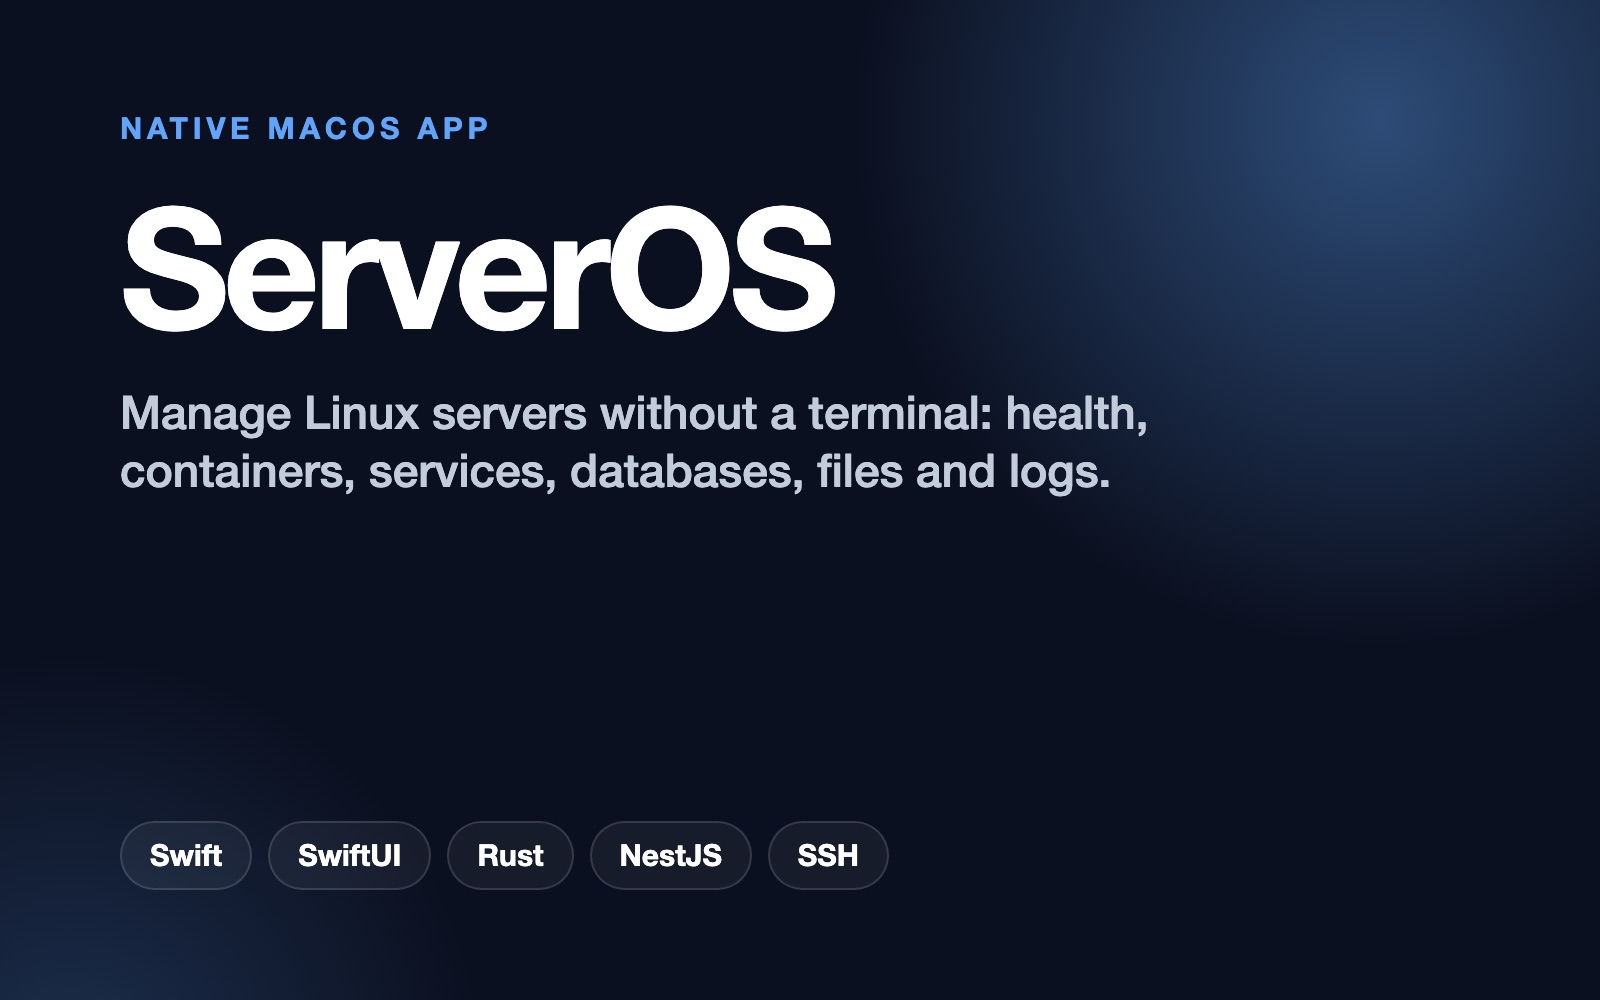 NATIVE MACOS APP
ServerOS
Manage Linux servers without a terminal: health,
containers, services, databases, files and logs.
Swift SwiftUI Rust NestJS SSH